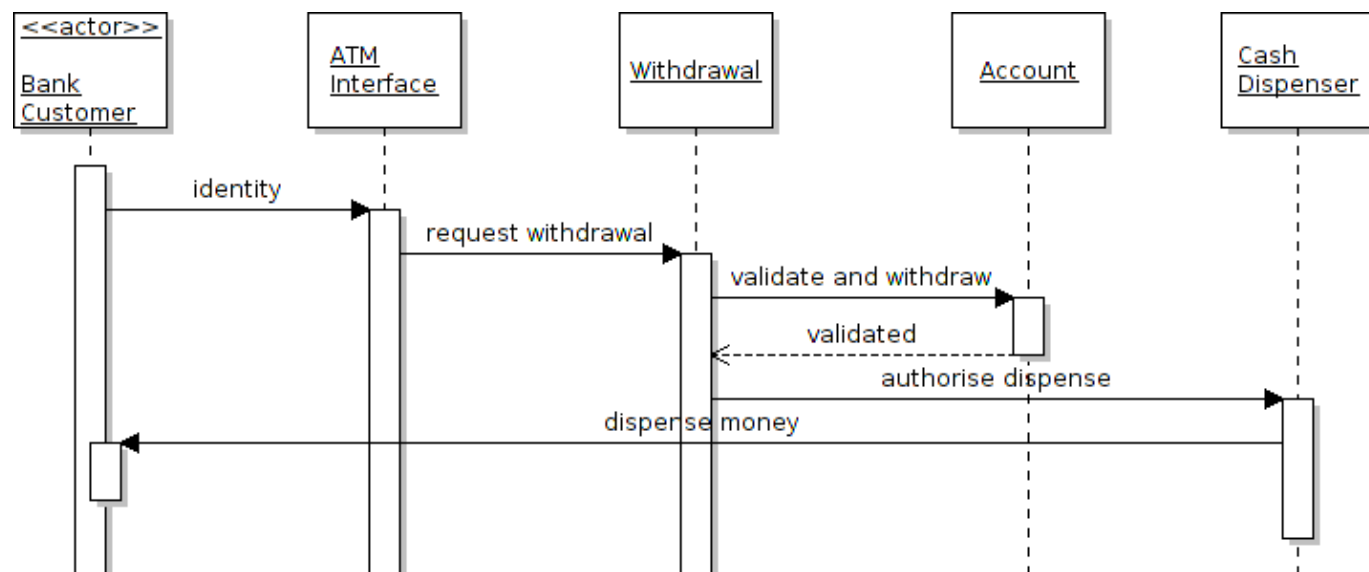 <<actor>>
Bank
Customer
ATM
Interface
Withdrawal
Account
Cash
Dispenser
identity
request withdrawal
validate and withdraw
validated
authorise dispense
dispense money